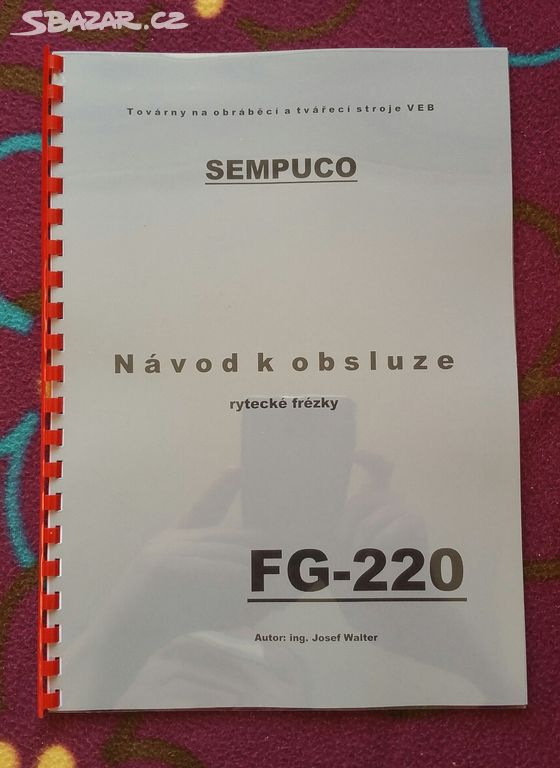 SBAZAR.CZ
Továrny na obráběcí a tvářecí stroje VEB
SEMPUCO
Návod k obsluze
rytecké frézky
FG-220
Autor: ing. Josef Walter